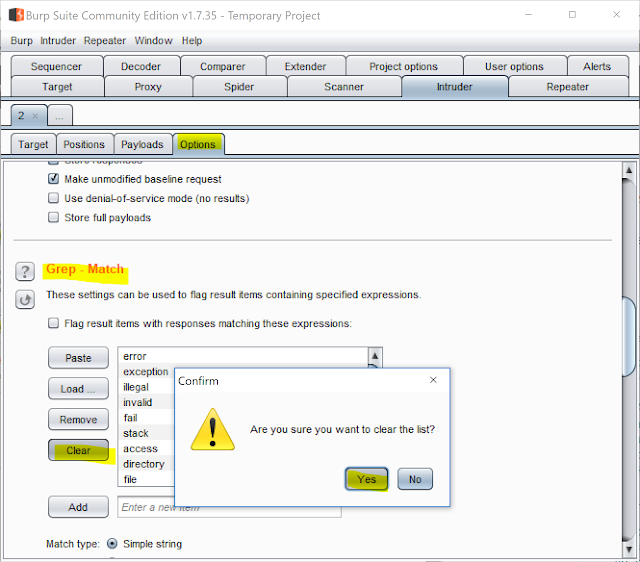 Burp Suite Community Edition v1.7.35 - Temporary Project
Burp Intruder Repeater Window Help
Sequencer Decoder Comparer Extender Project options User options Alerts
Target Proxy Spider Scanner Intruder Repeater
2 × ...
Target Positions Payloads Options
Store responses
Make unmodified baseline request
Use denial-of-service mode (no results)
Store full payloads
? Grep - Match
These settings can be used to flag result items containing specified expressions.
Flag result items with responses matching these expressions:
Paste
Load ...
Remove
Clear
error
exception
illegal
invalid
fail
stack
access
directory
file
Confirm
Are you sure you want to clear the list?
Yes No
Add Enter a new item
Match type: Simple string